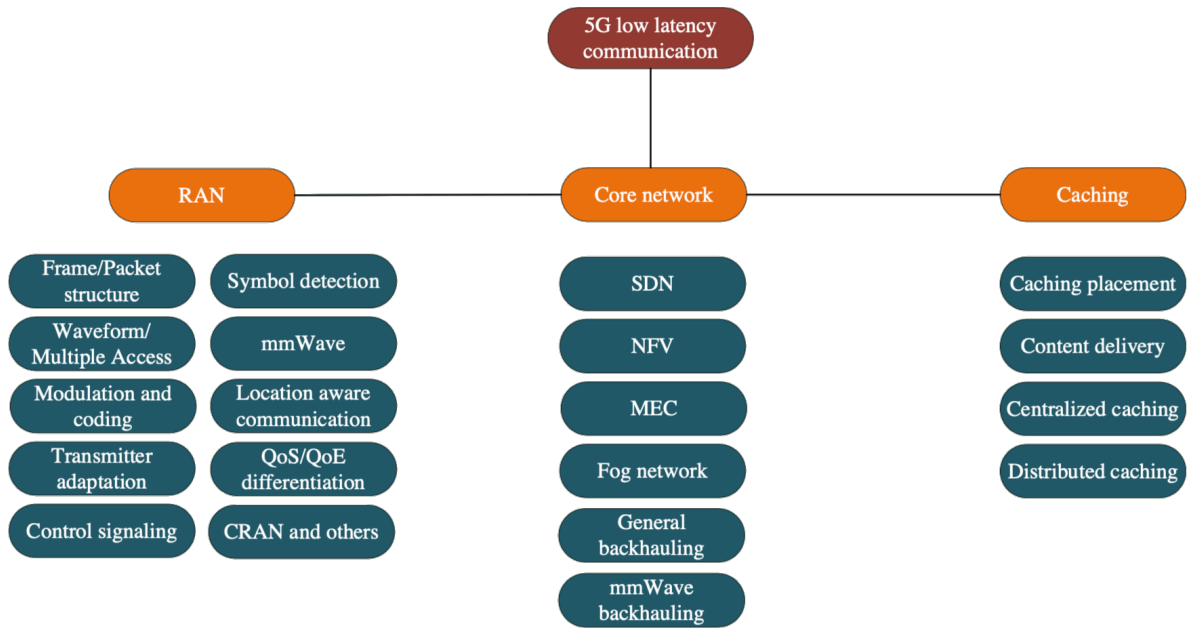 5G low latency
communication
RAN
Core network
Caching
Frame/Packet
structure
Waveform/
Multiple Access
Modulation and
coding
Transmitter
adaptation
Control signaling
Symbol detection
mmWave
Location aware
communication
QoS/QoE
differentiation
CRAN and others
SDN
NFV
MEC
Fog network
General
backhauling
mmWave
backhauling
Caching placement
Content delivery
Centralized caching
Distributed caching